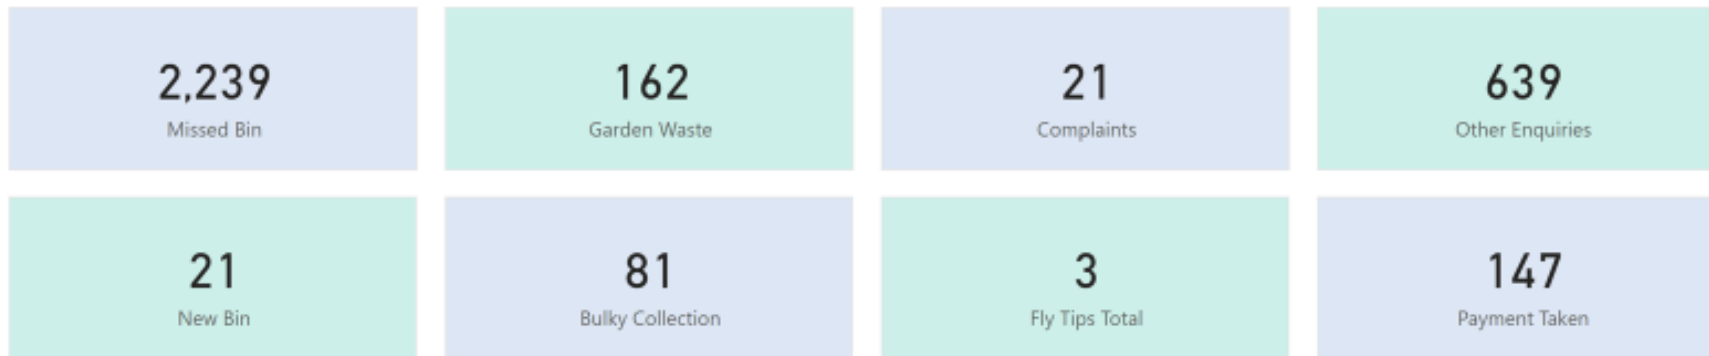 2,239
Missed Bin
162
Garden Waste
21
Complaints
639
Other Enquiries
21
New Bin
81
Bulky Collection
3
Fly Tips Total
147
Payment Taken